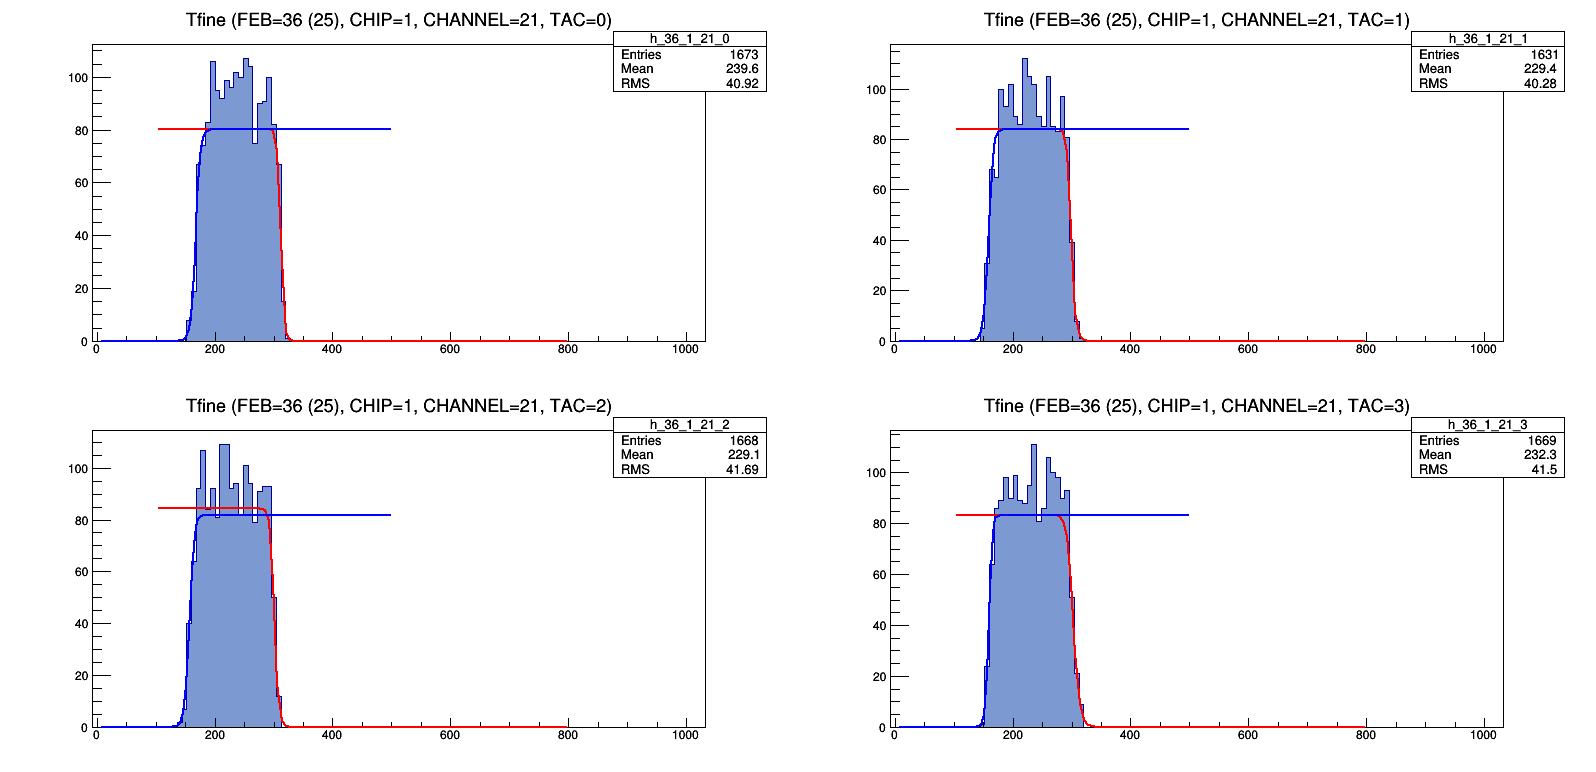 Tfine (FEB=36 (25), CHIP=1, CHANNEL=21, TAC=0)
h_36_1_21_0
Entries 1673
Mean 239.6
RMS 40.92
100
80
60
40
20
0
0 200 400 600 800 1000
Tfine (FEB=36 (25), CHIP=1, CHANNEL=21, TAC=1)
h_36_1_21_1
Entries 1631
Mean 229.4
RMS 40.28
100
80
60
40
20
0
0 200 400 600 800 1000
Tfine (FEB=36 (25), CHIP=1, CHANNEL=21, TAC=2)
h_36_1_21_2
Entries 1668
Mean 229.1
RMS 41.69
100
80
60
40
20
0
0 200 400 600 800 1000
Tfine (FEB=36 (25), CHIP=1, CHANNEL=21, TAC=3)
h_36_1_21_3
Entries 1669
Mean 232.3
RMS 41.5
100
80
60
40
20
0
0 200 400 600 800 1000